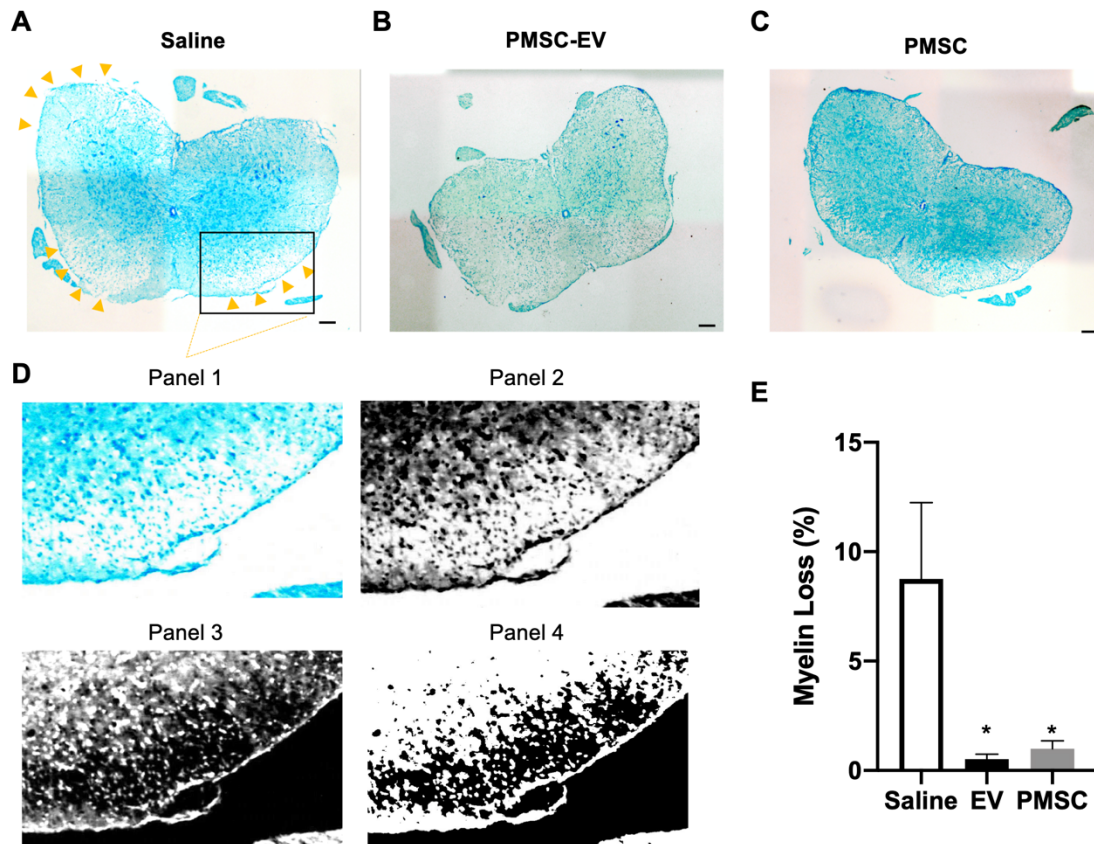 A
Saline
B
PMSC-EV
C
PMSC
D
Panel 1
Panel 2
Panel 3
Panel 4
E
15
10
5
0
Myelin Loss (%)
*
*
Saline
EV
PMSC